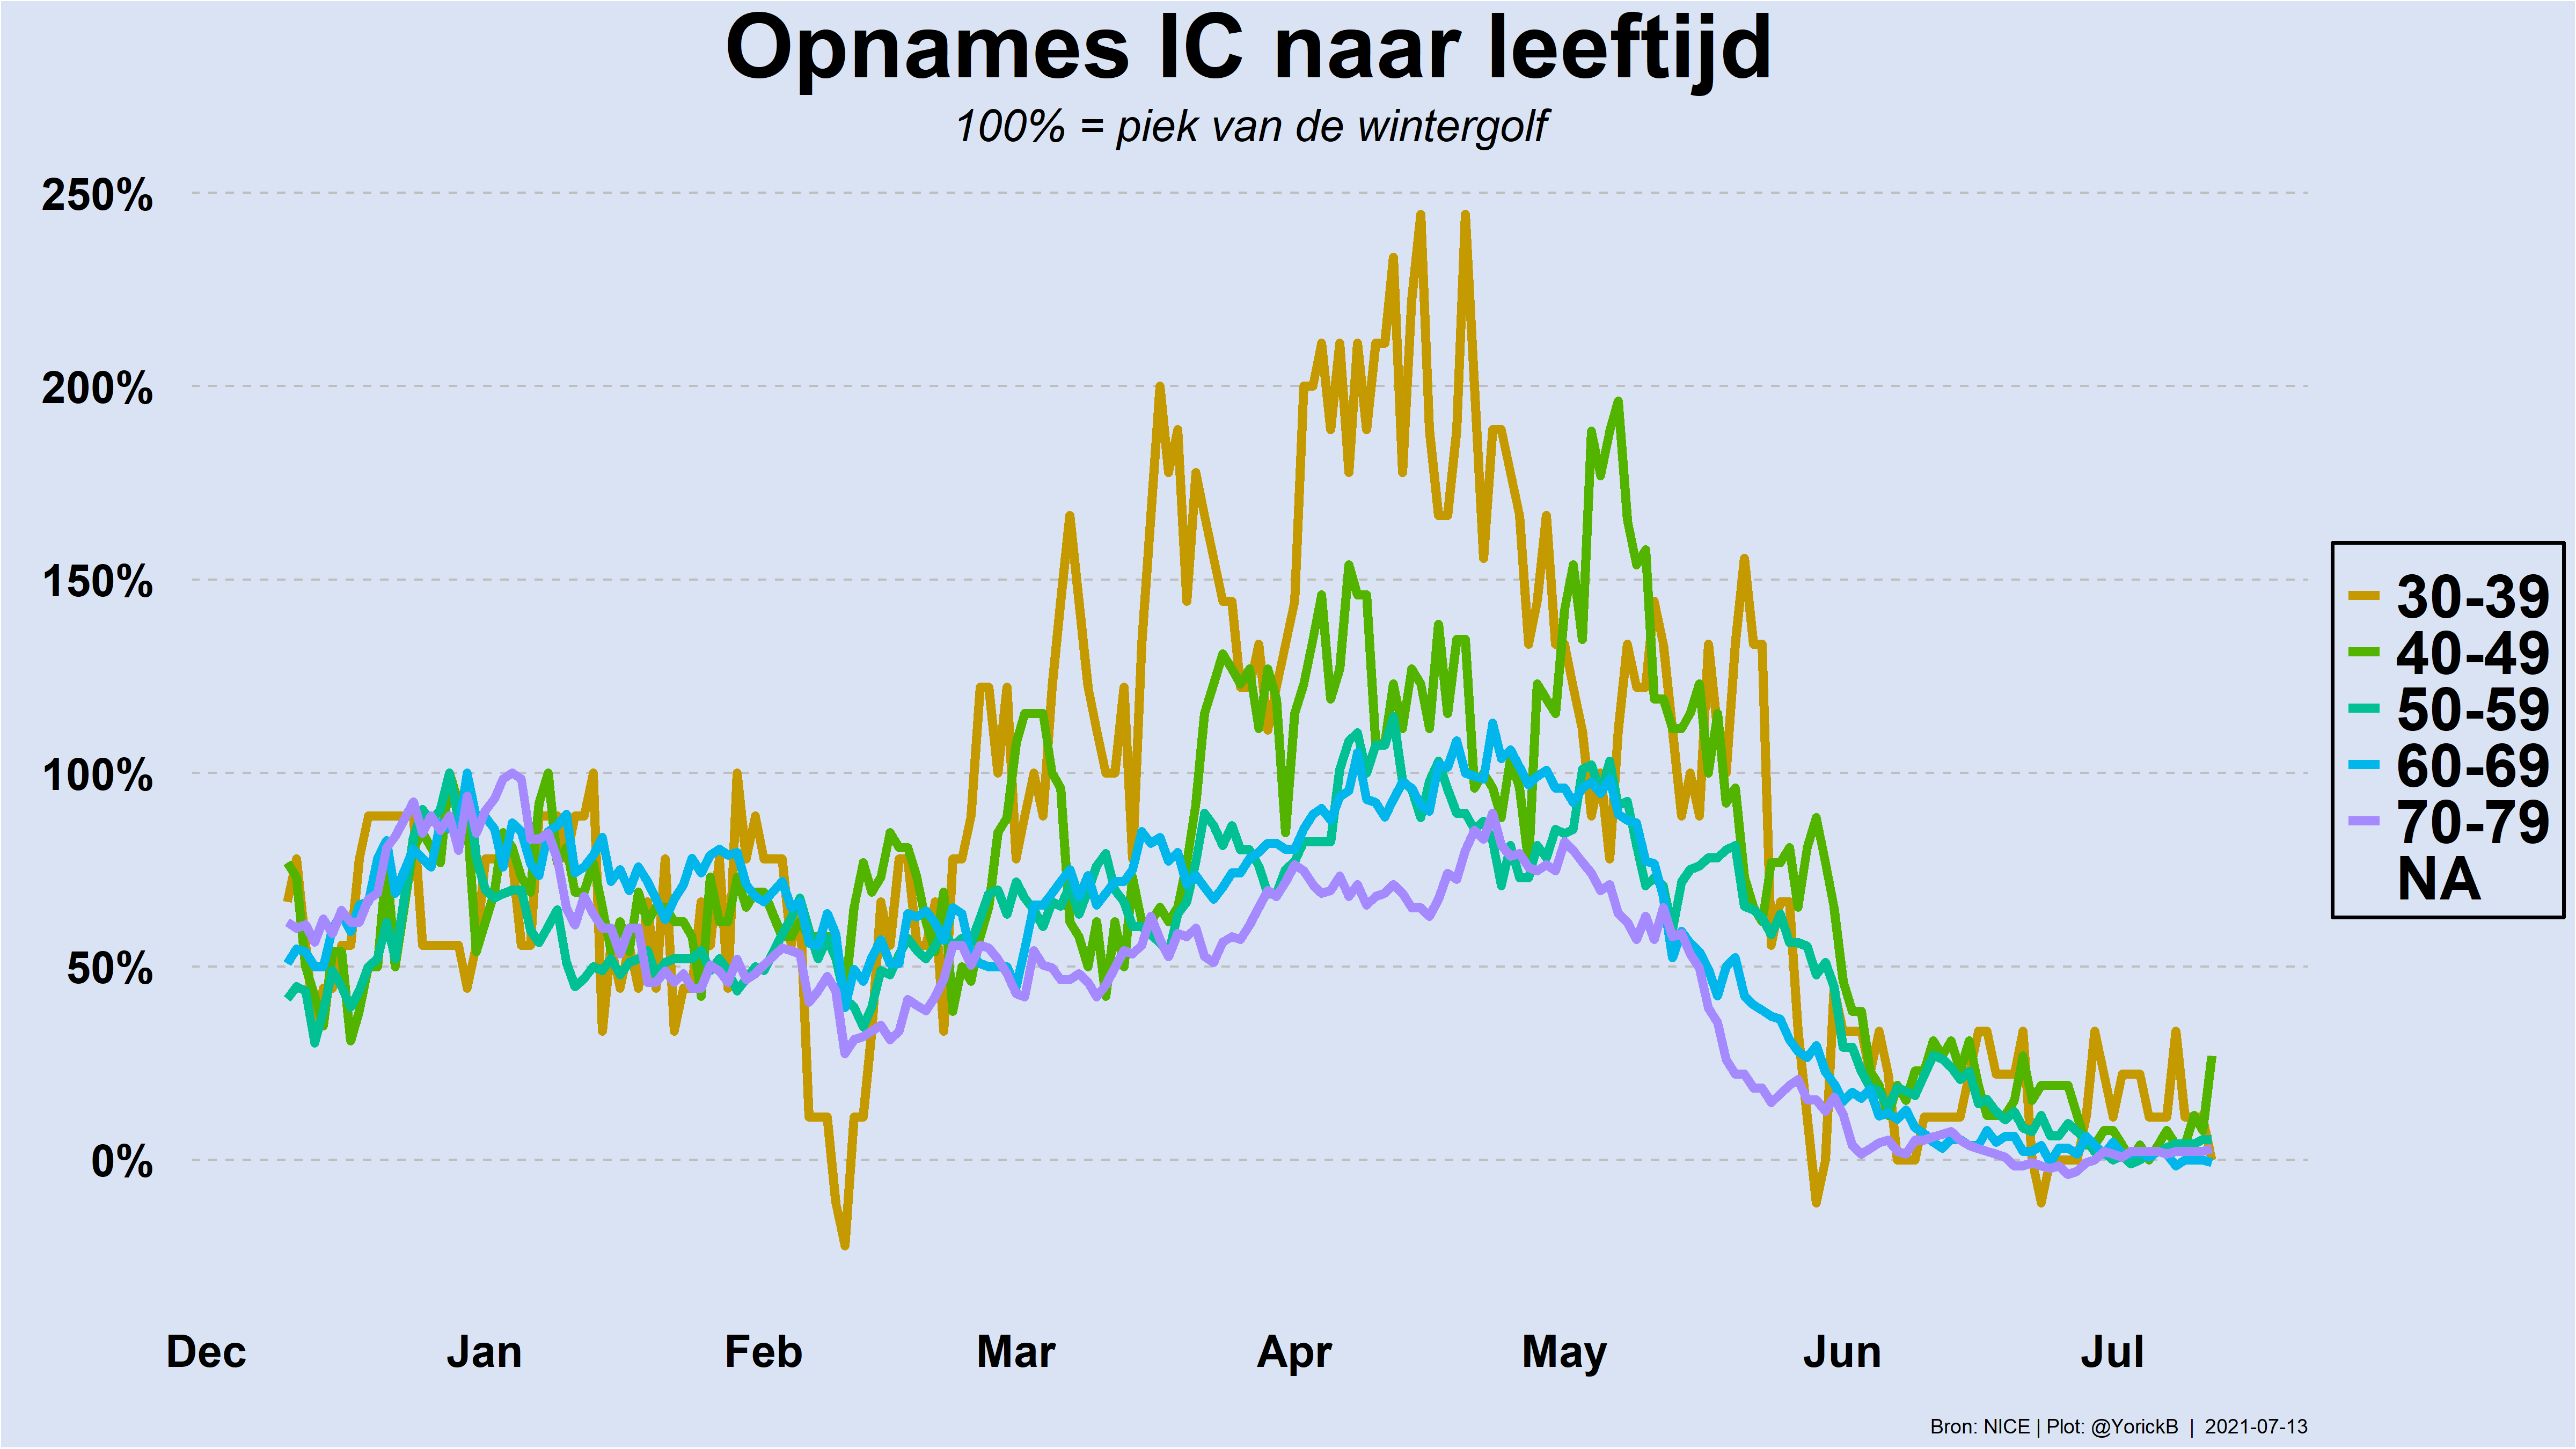 Opnames IC naar leeftijd
100% = piek van de wintergolf
250%
200%
150%
100%
50%
0%
Dec Jan Feb Mar Apr May Jun Jul
30-39
40-49
50-59
60-69
70-79
NA
Bron: NICE | Plot: @YorickB | 2021-07-13